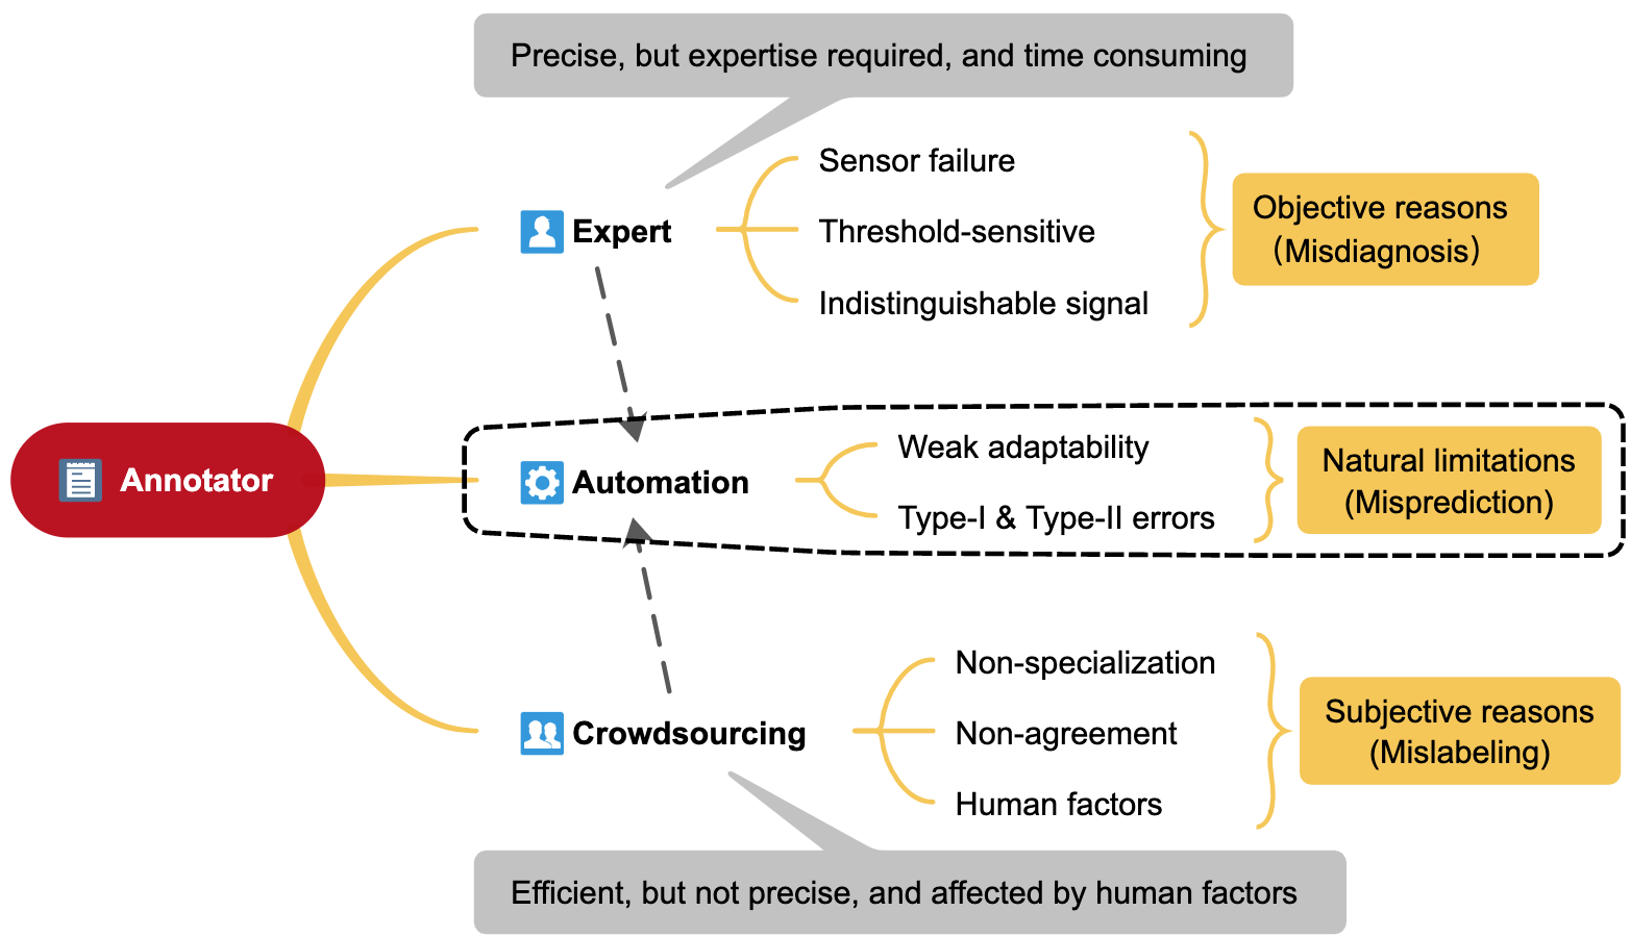 Precise, but expertise required, and time consuming
Sensor failure
Expert
Threshold-sensitive
Indistinguishable signal
Objective reasons
(Misdiagnosis)
Annotator
Automation
Weak adaptability
Type-I & Type-II errors
Natural limitations
(Misprediction)
Crowdsourcing
Non-specialization
Non-agreement
Human factors
Subjective reasons
(Mislabeling)
Efficient, but not precise, and affected by human factors